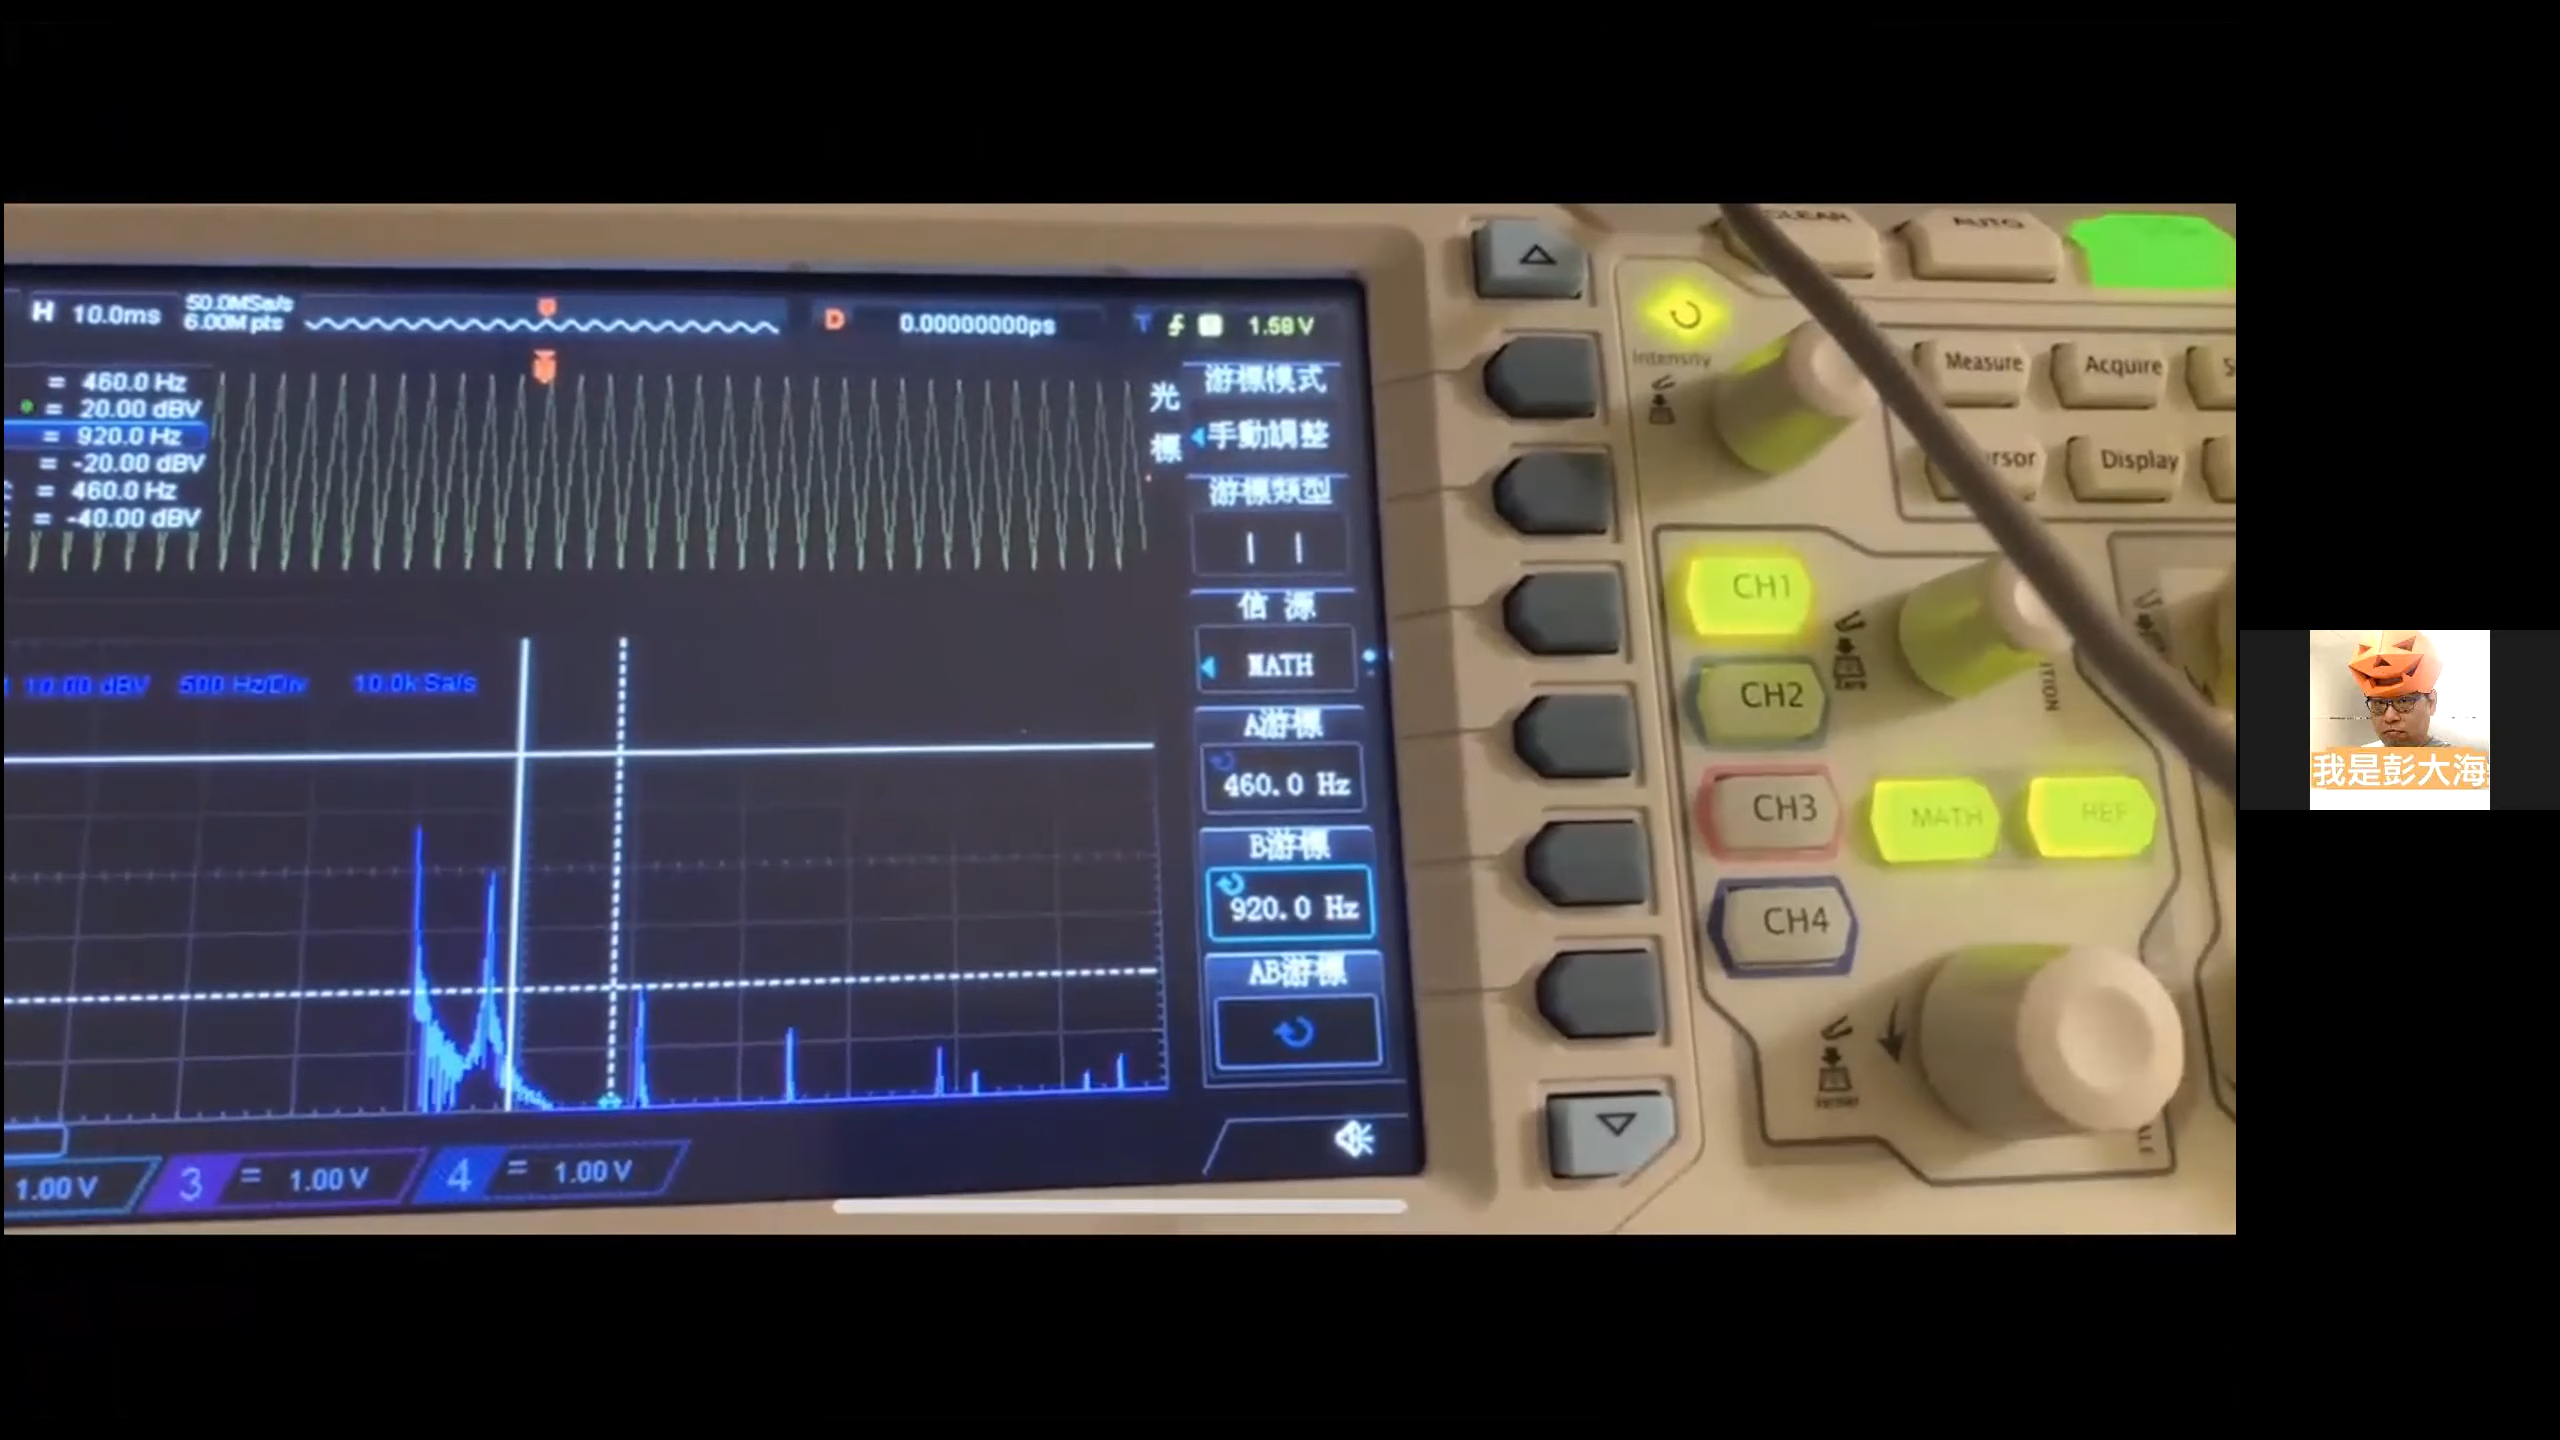 CLEAR
AUTO
H 10.0ms
50.0MSa/s
6.00M pts
D 0.00000000ps
T
1.58 V
= 460.0 Hz
= 20.00 dBV
= 920.0 Hz
= -20.00 dBV
= 460.0 Hz
= -40.00 dBV
光標
游標模式
手動調整
游標類型
信 源
MATH
A游標
460.0 Hz
B游標
920.0 Hz
AB游標
10.00 dBV 500 Hz/Div 10.0k Sa/s
1.00 V
3 = 1.00 V
4 = 1.00 V
Intensity
Measure
Acquire
Display
CH1
CH2
CH3
MATH
REF
CH4
我是彭大海